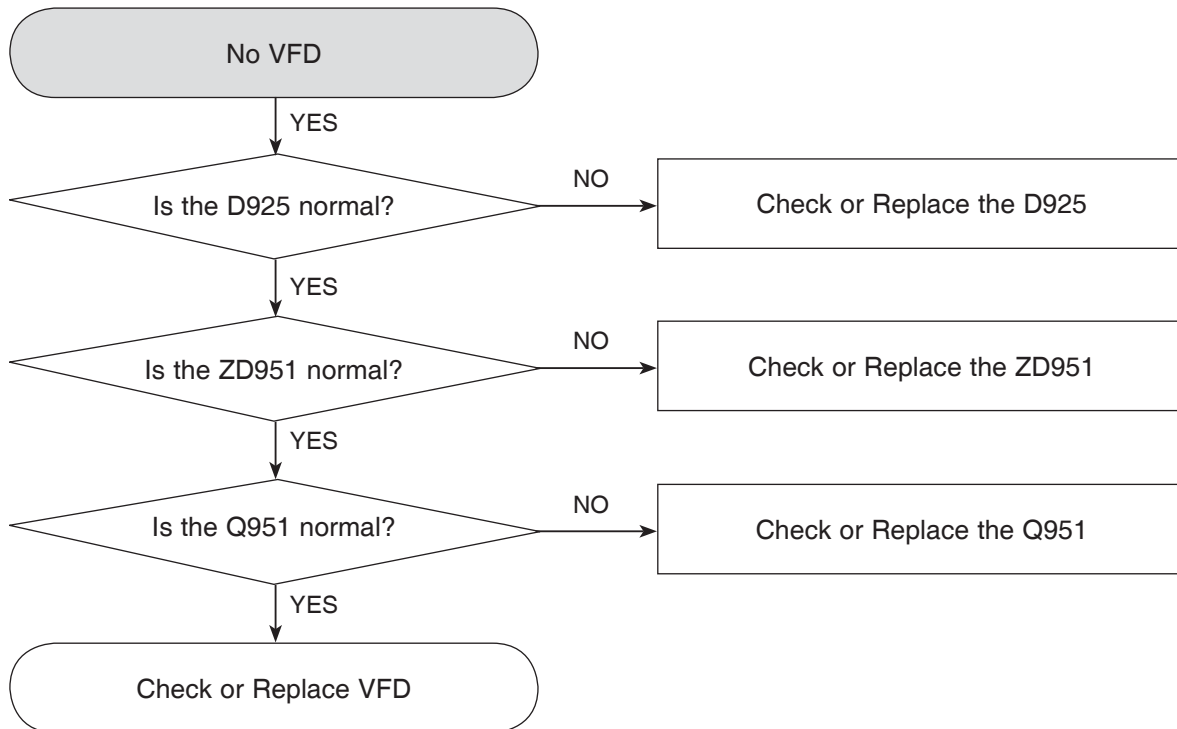 No VFD
YES
Is the D925 normal?
NO
Check or Replace the D925
YES
Is the ZD951 normal?
NO
Check or Replace the ZD951
YES
Is the Q951 normal?
NO
Check or Replace the Q951
YES
Check or Replace VFD